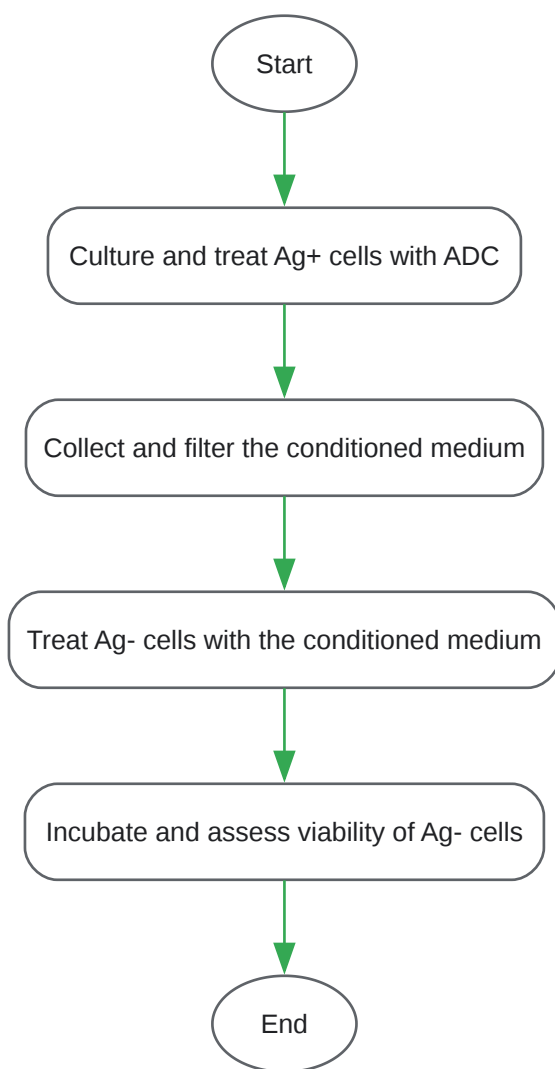 Start
Culture and treat Ag+ cells with ADC
Collect and filter the conditioned medium
Treat Ag- cells with the conditioned medium
Incubate and assess viability of Ag- cells
End